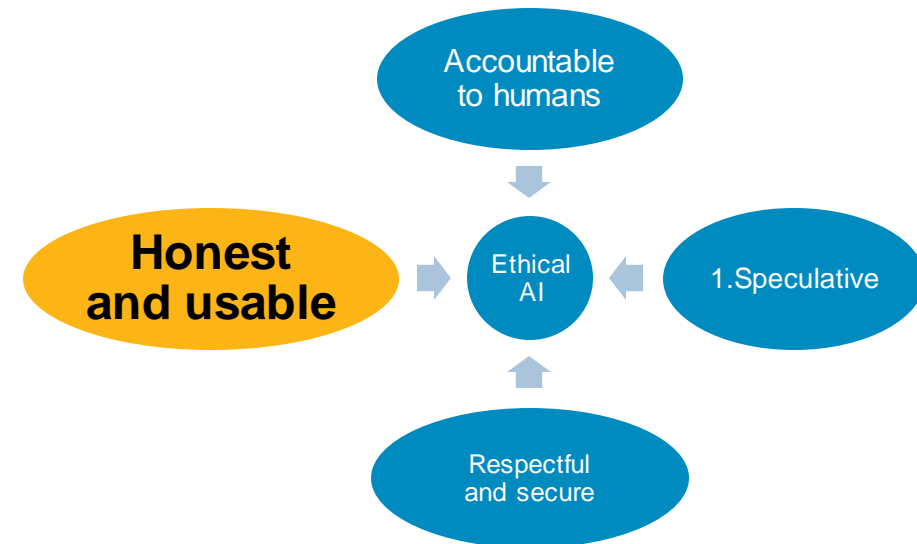 Accountable
to humans
Honest
and usable
Ethical
AI
1.Speculative
Respectful
and secure